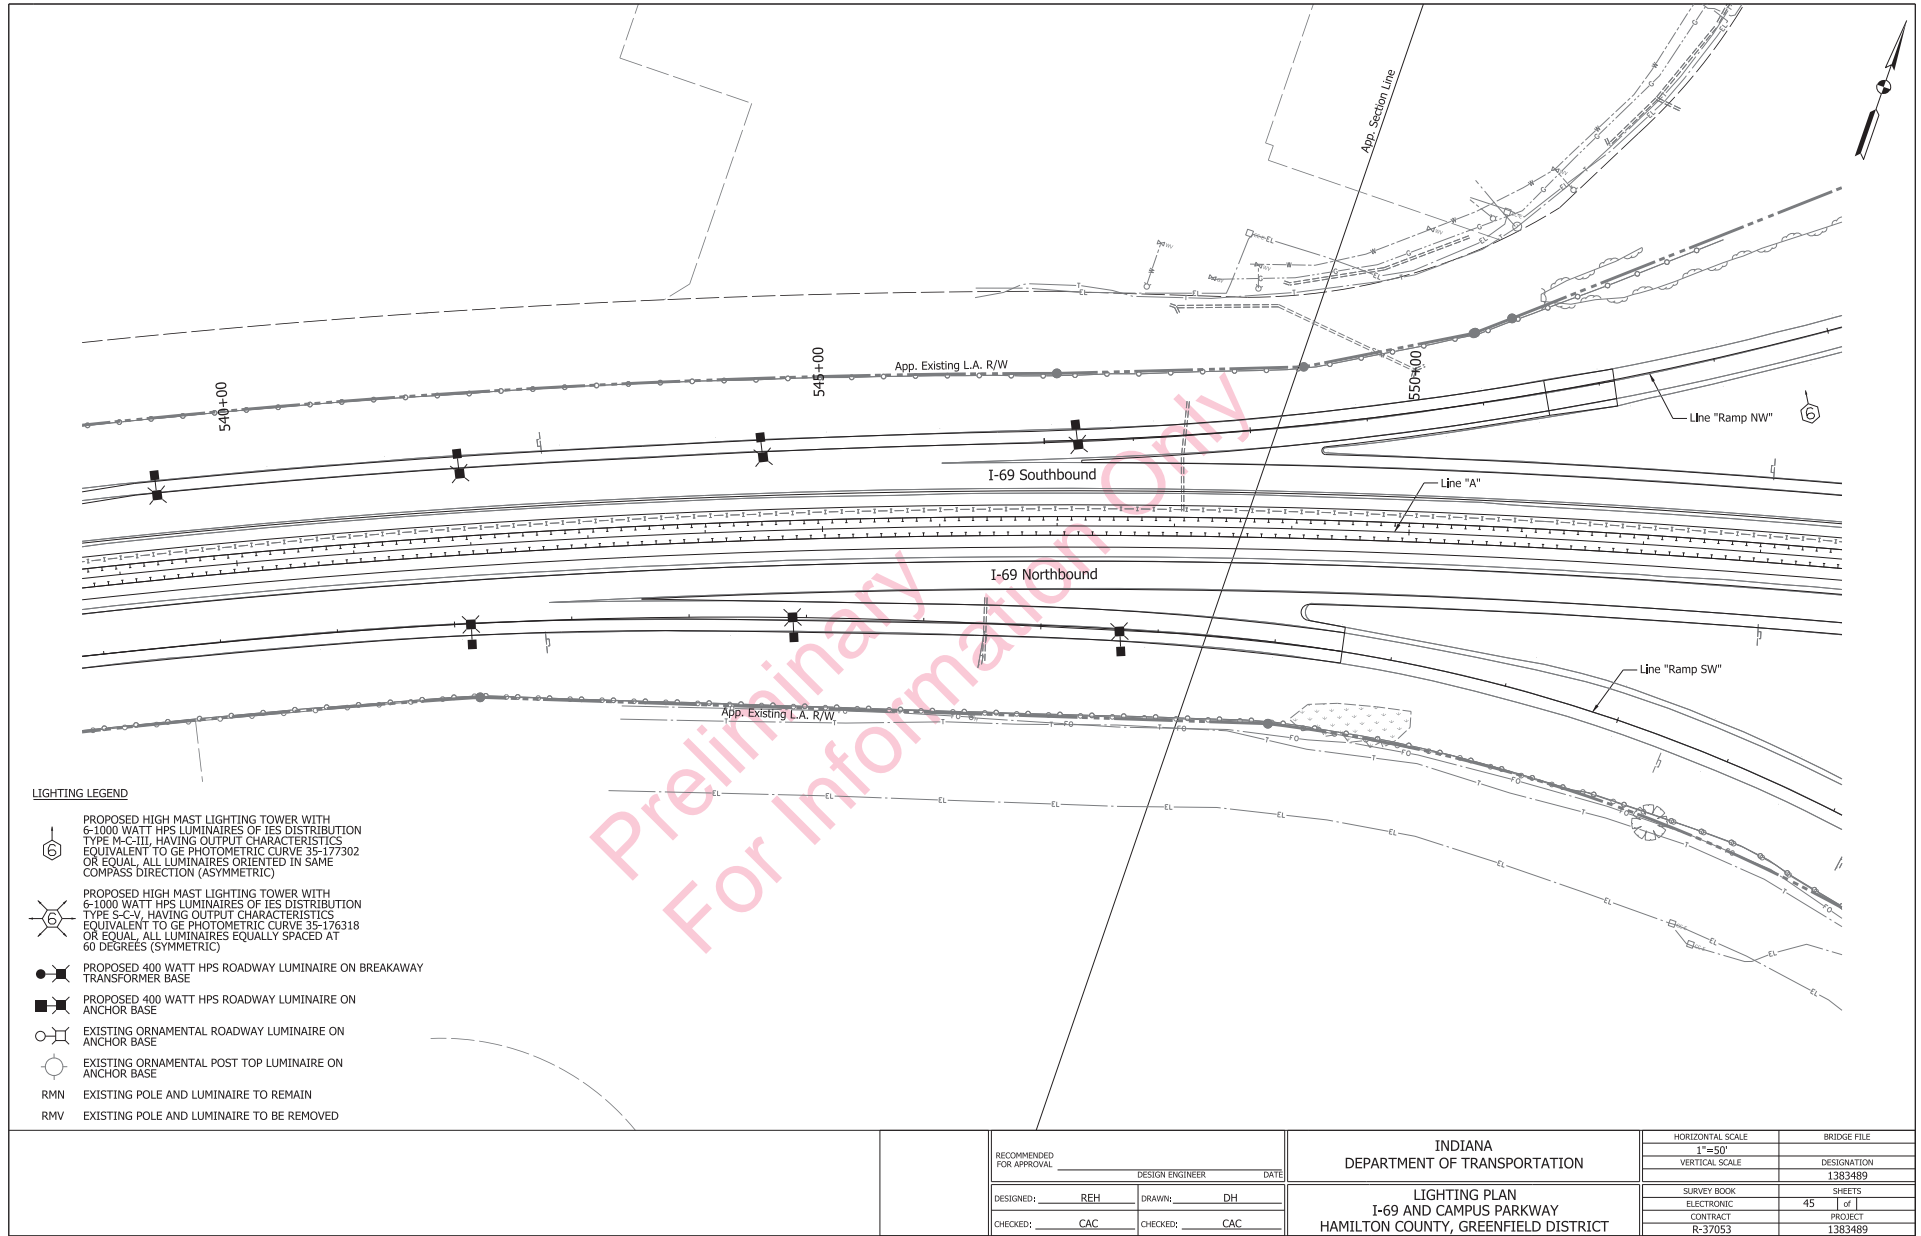 App. Section Line
540+00
545+00
550+00
App. Existing L.A. R/W
Line "Ramp NW"
6
I-69 Southbound
Line "A"
I-69 Northbound
Line "Ramp SW"
App. Existing L.A. R/W
Preliminary
For Information Only
LIGHTING LEGEND
6
PROPOSED HIGH MAST LIGHTING TOWER WITH
6-1000 WATT HPS LUMINAIRES OF IES DISTRIBUTION
TYPE M-C-III, HAVING OUTPUT CHARACTERISTICS
EQUIVALENT TO GE PHOTOMETRIC CURVE 35-177302
OR EQUAL, ALL LUMINAIRES ORIENTED IN SAME
COMPASS DIRECTION (ASYMMETRIC)
6
PROPOSED HIGH MAST LIGHTING TOWER WITH
6-1000 WATT HPS LUMINAIRES OF IES DISTRIBUTION
TYPE S-C-V, HAVING OUTPUT CHARACTERISTICS
EQUIVALENT TO GE PHOTOMETRIC CURVE 35-176318
OR EQUAL, ALL LUMINAIRES EQUALLY SPACED AT
60 DEGREES (SYMMETRIC)
PROPOSED 400 WATT HPS ROADWAY LUMINAIRE ON BREAKAWAY
TRANSFORMER BASE
PROPOSED 400 WATT HPS ROADWAY LUMINAIRE ON
ANCHOR BASE
EXISTING ORNAMENTAL ROADWAY LUMINAIRE ON
ANCHOR BASE
EXISTING ORNAMENTAL POST TOP LUMINAIRE ON
ANCHOR BASE
RMN EXISTING POLE AND LUMINAIRE TO REMAIN
RMV EXISTING POLE AND LUMINAIRE TO BE REMOVED
RECOMMENDED
FOR APPROVAL
DESIGN ENGINEER DATE
DESIGNED: REH DRAWN: DH
CHECKED: CAC CHECKED: CAC
INDIANA
DEPARTMENT OF TRANSPORTATION
LIGHTING PLAN
I-69 AND CAMPUS PARKWAY
HAMILTON COUNTY, GREENFIELD DISTRICT
HORIZONTAL SCALE BRIDGE FILE
1"=50'
VERTICAL SCALE DESIGNATION
1383489
SURVEY BOOK SHEETS
ELECTRONIC 45 of
CONTRACT PROJECT
R-37053 1383489